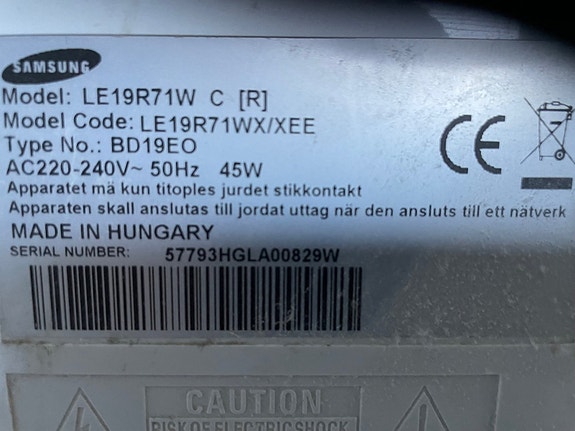 SAMSUNG
Model: LE19R71W C [R]
Model Code: LE19R71WX/XEE
Type No.: BD19EO
AC220-240V~ 50Hz 45W
Apparatet mä kun titoples jurdet stikkontakt
Apparaten skall anslutas till jordat uttag när den ansluts till ett nätverk
MADE IN HUNGARY
SERIAL NUMBER: 57793HGLA00829W
CE
CAUTION
RISK OF ELECTRIC SHOCK